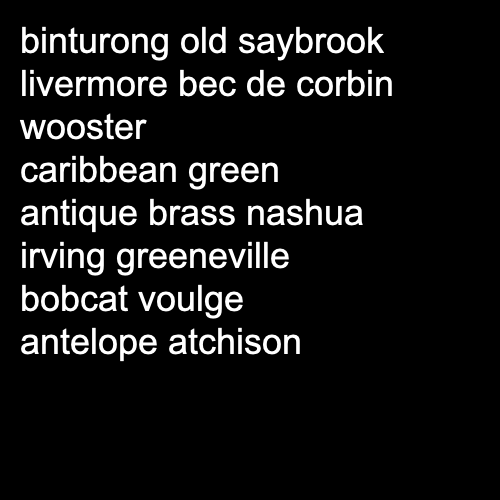 binturong old saybrook
livermore bec de corbin
wooster
caribbean green
antique brass nashua
irving greeneville
bobcat voulge
antelope atchison